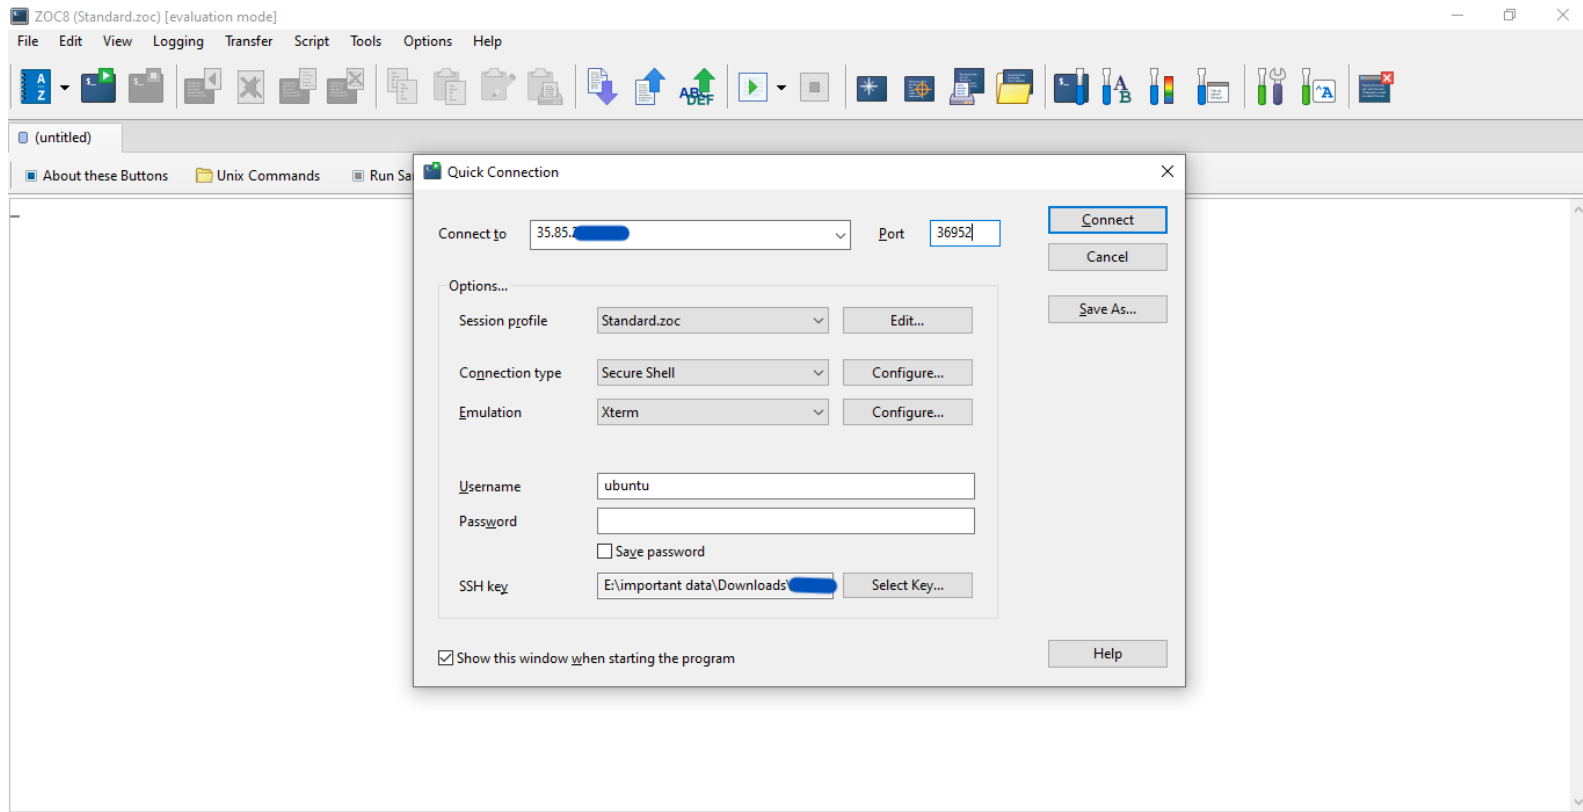 ZOC8 (Standard.zoc) [evaluation mode]
File Edit View Logging Transfer Script Tools Options Help
(untitled)
About these Buttons Unix Commands Run
Quick Connection
Connect to 35.85. Port 36952 Connect
Cancel
Options...
Save As...
Session profile Standard.zoc Edit...
Connection type Secure Shell Configure...
Emulation Xterm Configure...
Username ubuntu
Password
Save password
SSH key E:\important data\Downloads\ Select Key...
Show this window when starting the program Help